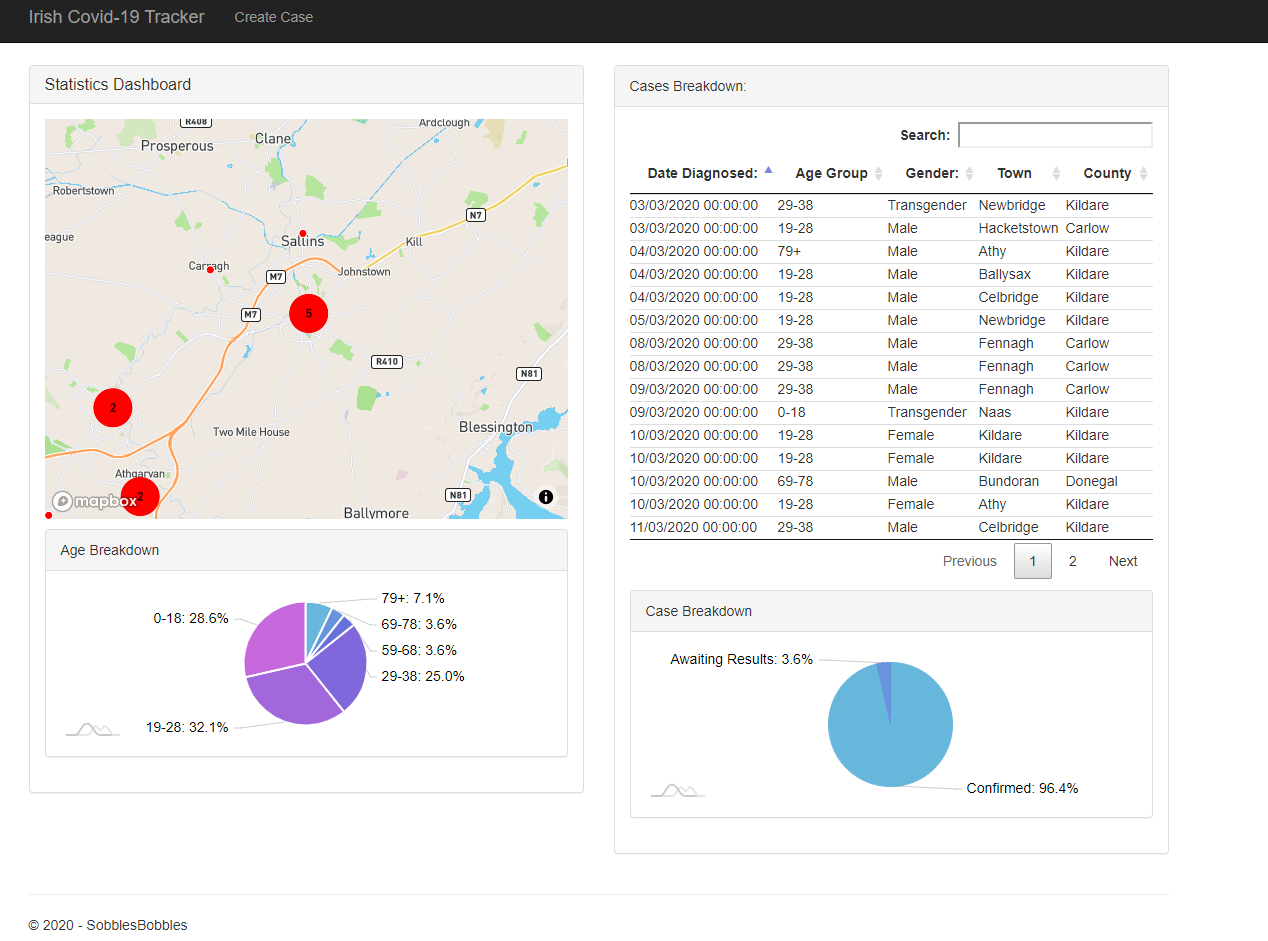 Irish Covid-19 Tracker Create Case
Statistics Dashboard
R408
Ardclough
Clane
Prosperous
Robertstown
N7
eague
Sallins
Kill
Carragh
M7
Johnstown
M7
5
R410
N81
2
Two Mile House
Blessington
Athgarvan
2
mapbox
N81
Ballymore
Age Breakdown
79+: 7.1%
0-18: 28.6%
69-78: 3.6%
59-68: 3.6%
29-38: 25.0%
19-28: 32.1%
Cases Breakdown:
Search:
Date Diagnosed: Age Group Gender: Town County
03/03/2020 00:00:00 29-38 Transgender Newbridge Kildare
03/03/2020 00:00:00 19-28 Male Hacketstown Carlow
04/03/2020 00:00:00 79+ Male Athy Kildare
04/03/2020 00:00:00 19-28 Male Ballysax Kildare
04/03/2020 00:00:00 19-28 Male Celbridge Kildare
05/03/2020 00:00:00 19-28 Male Newbridge Kildare
08/03/2020 00:00:00 29-38 Male Fennagh Carlow
08/03/2020 00:00:00 29-38 Male Fennagh Carlow
09/03/2020 00:00:00 29-38 Male Fennagh Carlow
09/03/2020 00:00:00 0-18 Transgender Naas Kildare
10/03/2020 00:00:00 19-28 Female Kildare Kildare
10/03/2020 00:00:00 19-28 Female Kildare Kildare
10/03/2020 00:00:00 69-78 Male Bundoran Donegal
10/03/2020 00:00:00 19-28 Female Athy Kildare
11/03/2020 00:00:00 29-38 Male Celbridge Kildare
Previous 1 2 Next
Case Breakdown
Awaiting Results: 3.6%
Confirmed: 96.4%
© 2020 - SobblesBobbles